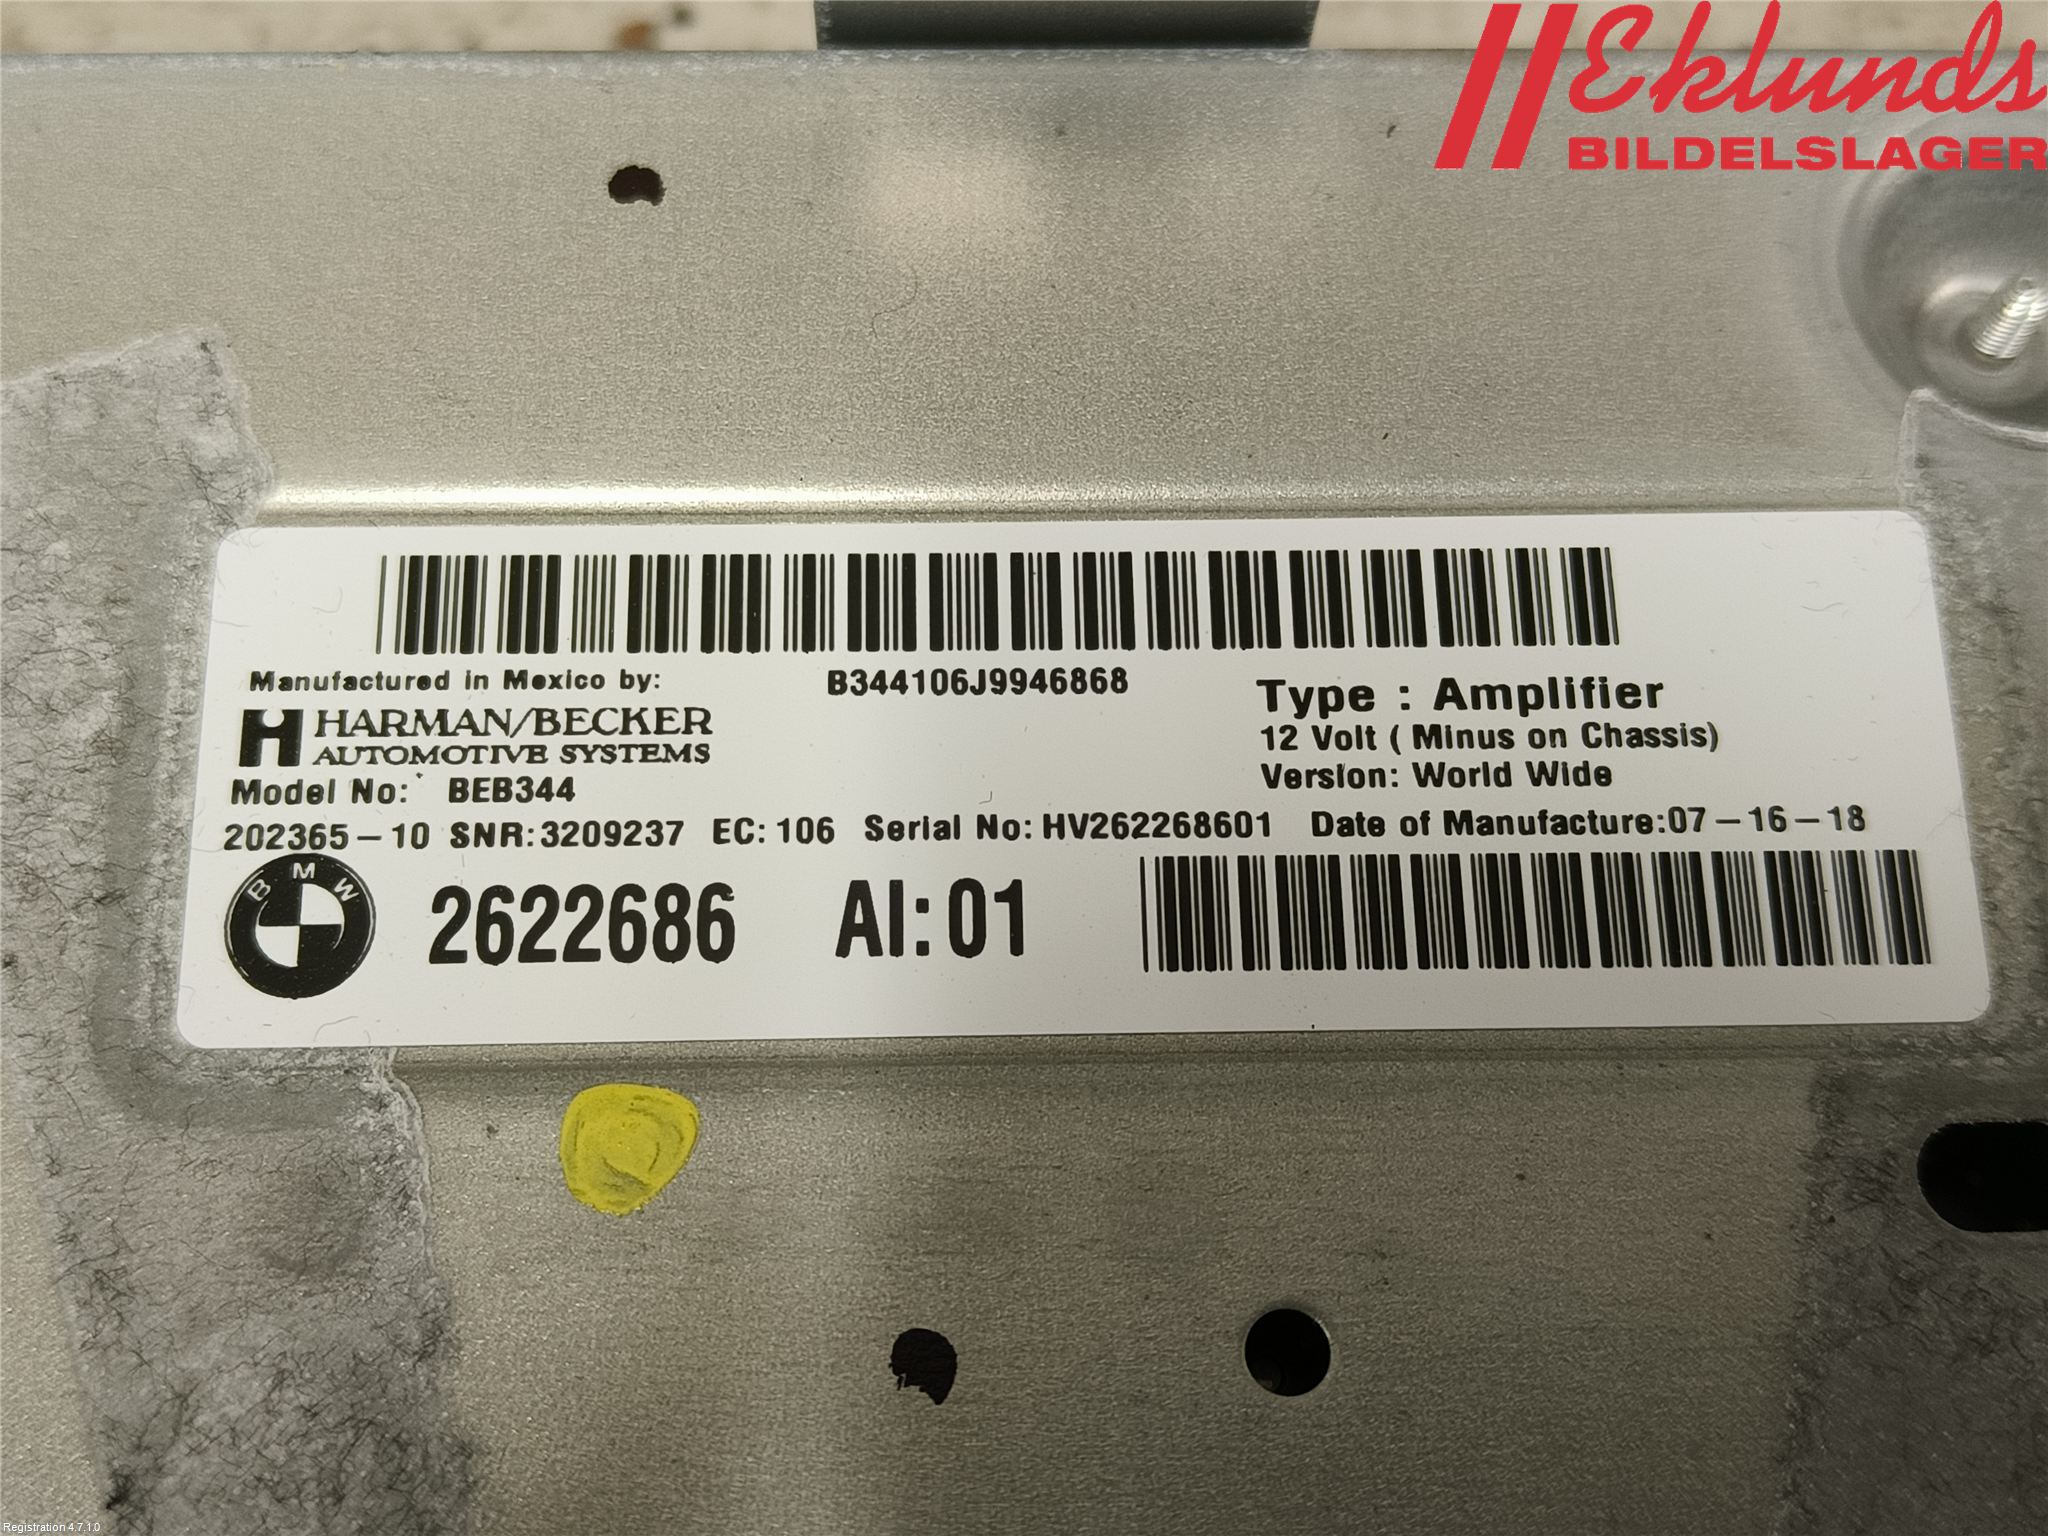 Eklunds
BILDELSLAGER
Manufactured in Mexico by:
B344106J9946868
Type : Amplifier
HARMAN/BECKER
AUTOMOTIVE SYSTEMS
12 Volt ( Minus on Chassis)
Model No: BEB344
Version: World Wide
202365-10 SNR:3209237 EC: 106 Serial No: HV262268601 Date of Manufacture:07-16-18
BMW
2622686 AI:01
Registration 4.7.1.0